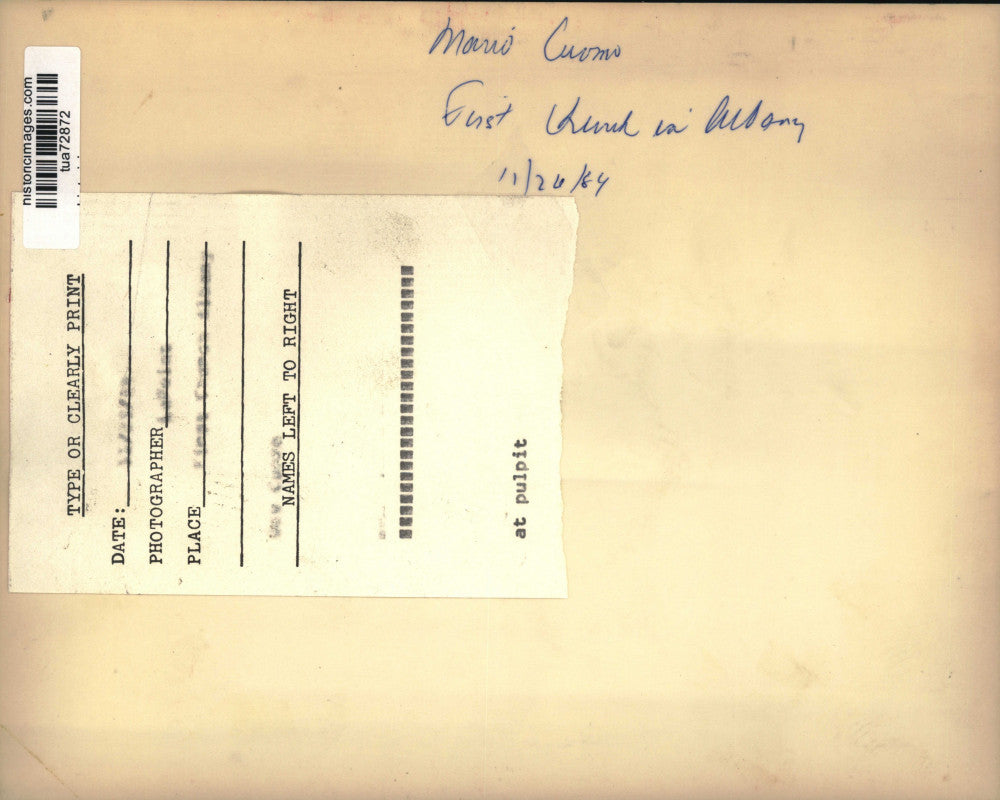 Mario Cuomo
First Church in Albany
11/26/84
historicimages.com
tua72872
TYPE OR CLEARLY PRINT
DATE:
PHOTOGRAPHER
PLACE
NAMES LEFT TO RIGHT
at pulpit